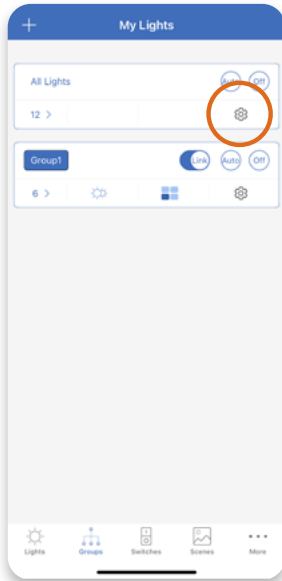 + My Lights
All Lights Auto Off
12 >
Group1 Link Auto Off
6 >
Lights Groups Switches Scenes More